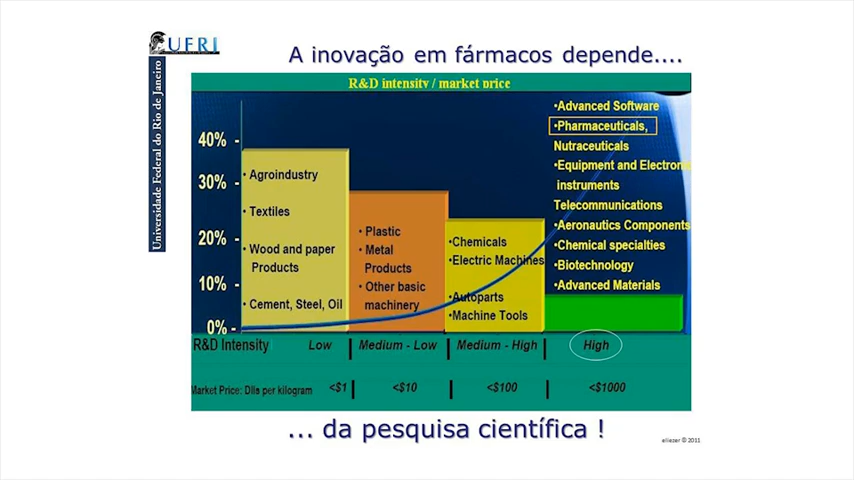 UFRJ
Universidade Federal do Rio de Janeiro
A inovação em fármacos depende....
R&D intensity / market price
40% -
30% -
20% -
10% -
0% -
• Agroindustry
• Textiles
• Wood and paper
Products
• Cement, Steel, Oil
• Plastic
• Metal
Products
• Other basic
machinery
•Chemicals
•Electric Machines
•Autoparts
•Machine Tools
•Advanced Software
•Pharmaceuticals,
Nutraceuticals
•Equipment and Electronic
instruments
Telecommunications
•Aeronautics Components
•Chemical specialties
•Biotechnology
•Advanced Materials
R&D Intensity Low Medium - Low Medium - High High
Market Price: Dlls per kilogram <$1 <$10 <$100 <$1000
... da pesquisa científica !
eliezer © 2011